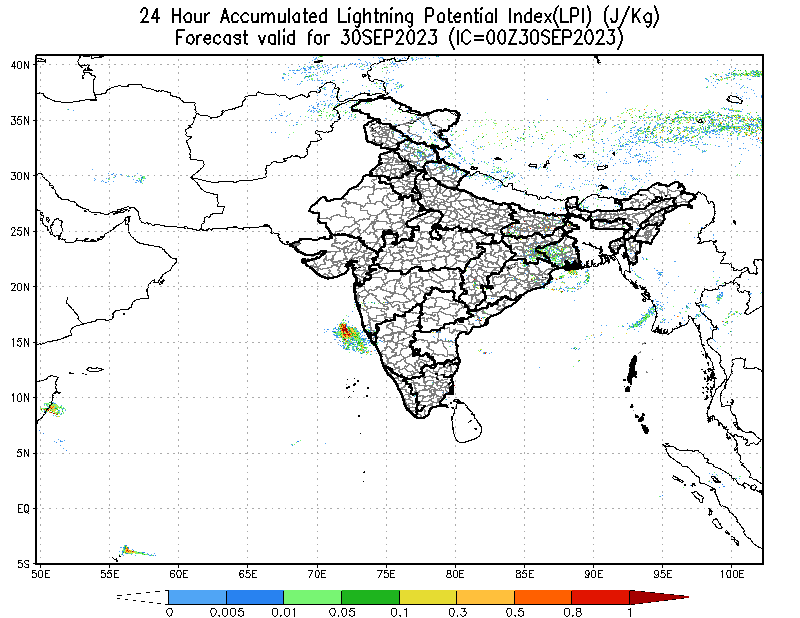 24 Hour Accumulated Lightning Potential Index(LPI) (J/Kg)
Forecast valid for 30SEP2023 (IC=00Z30SEP2023)
40N
35N
30N
25N
20N
15N
10N
5N
EQ
5S
50E 55E 60E 65E 70E 75E 80E 85E 90E 95E 100E
0 0.005 0.01 0.05 0.1 0.3 0.5 0.8 1